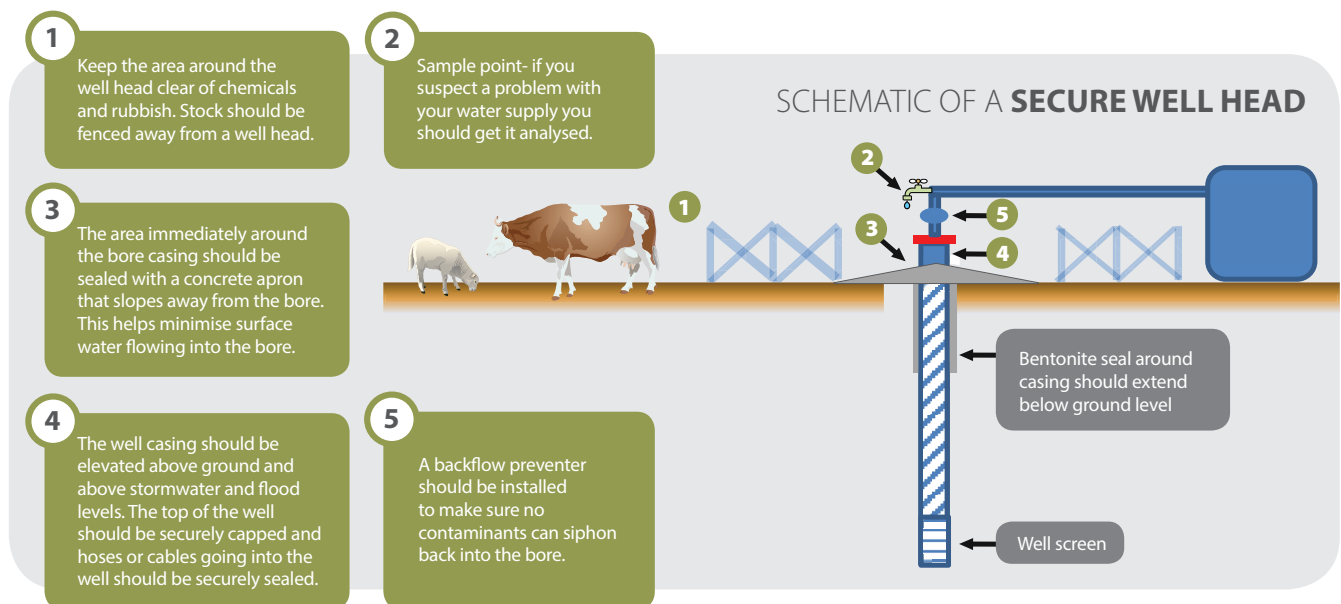 1
Keep the area around the
well head clear of chemicals
and rubbish. Stock should be
fenced away from a well head.
2
Sample point- if you
suspect a problem with
your water supply you
should get it analysed.
SCHEMATIC OF A SECURE WELL HEAD
3
The area immediately around
the bore casing should be
sealed with a concrete apron
that slopes away from the bore.
This helps minimise surface
water flowing into the bore.
4
The well casing should be
elevated above ground and
above stormwater and flood
levels. The top of the well
should be securely capped and
hoses or cables going into the
well should be securely sealed.
5
A backflow preventer
should be installed
to make sure no
contaminants can siphon
back into the bore.
2
1
5
3
4
Bentonite seal around
casing should extend
below ground level
Well screen